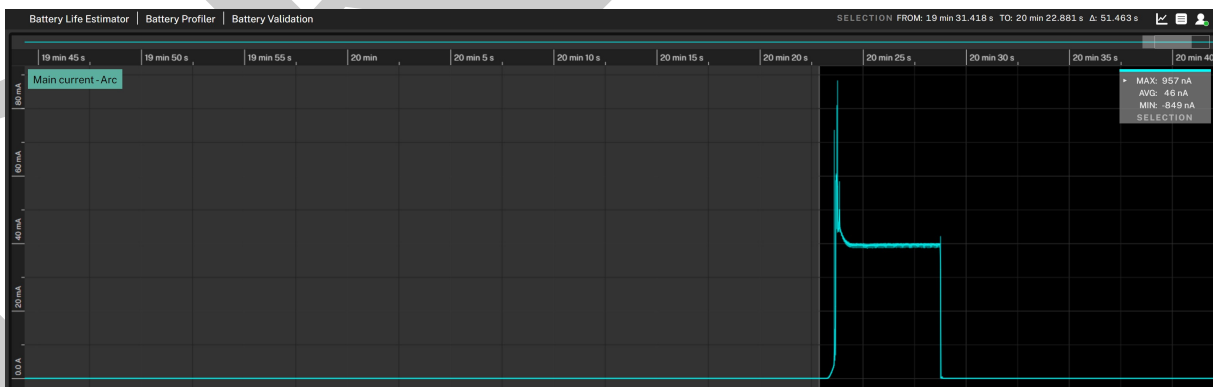 Battery Life Estimator | Battery Profiler | Battery Validation
SELECTION FROM: 19 min 31.418 s TO: 20 min 22.881 s Δ: 51.463 s
19 min 45 s
19 min 50 s
19 min 55 s
20 min
20 min 5 s
20 min 10 s
20 min 15 s
20 min 20 s
20 min 25 s
20 min 30 s
20 min 35 s
20 min 40
Main current - Arc
MAX: 957 nA
AVG: 46 nA
MIN: -849 nA
SELECTION
80 mA
60 mA
40 mA
20 mA
0.0 A